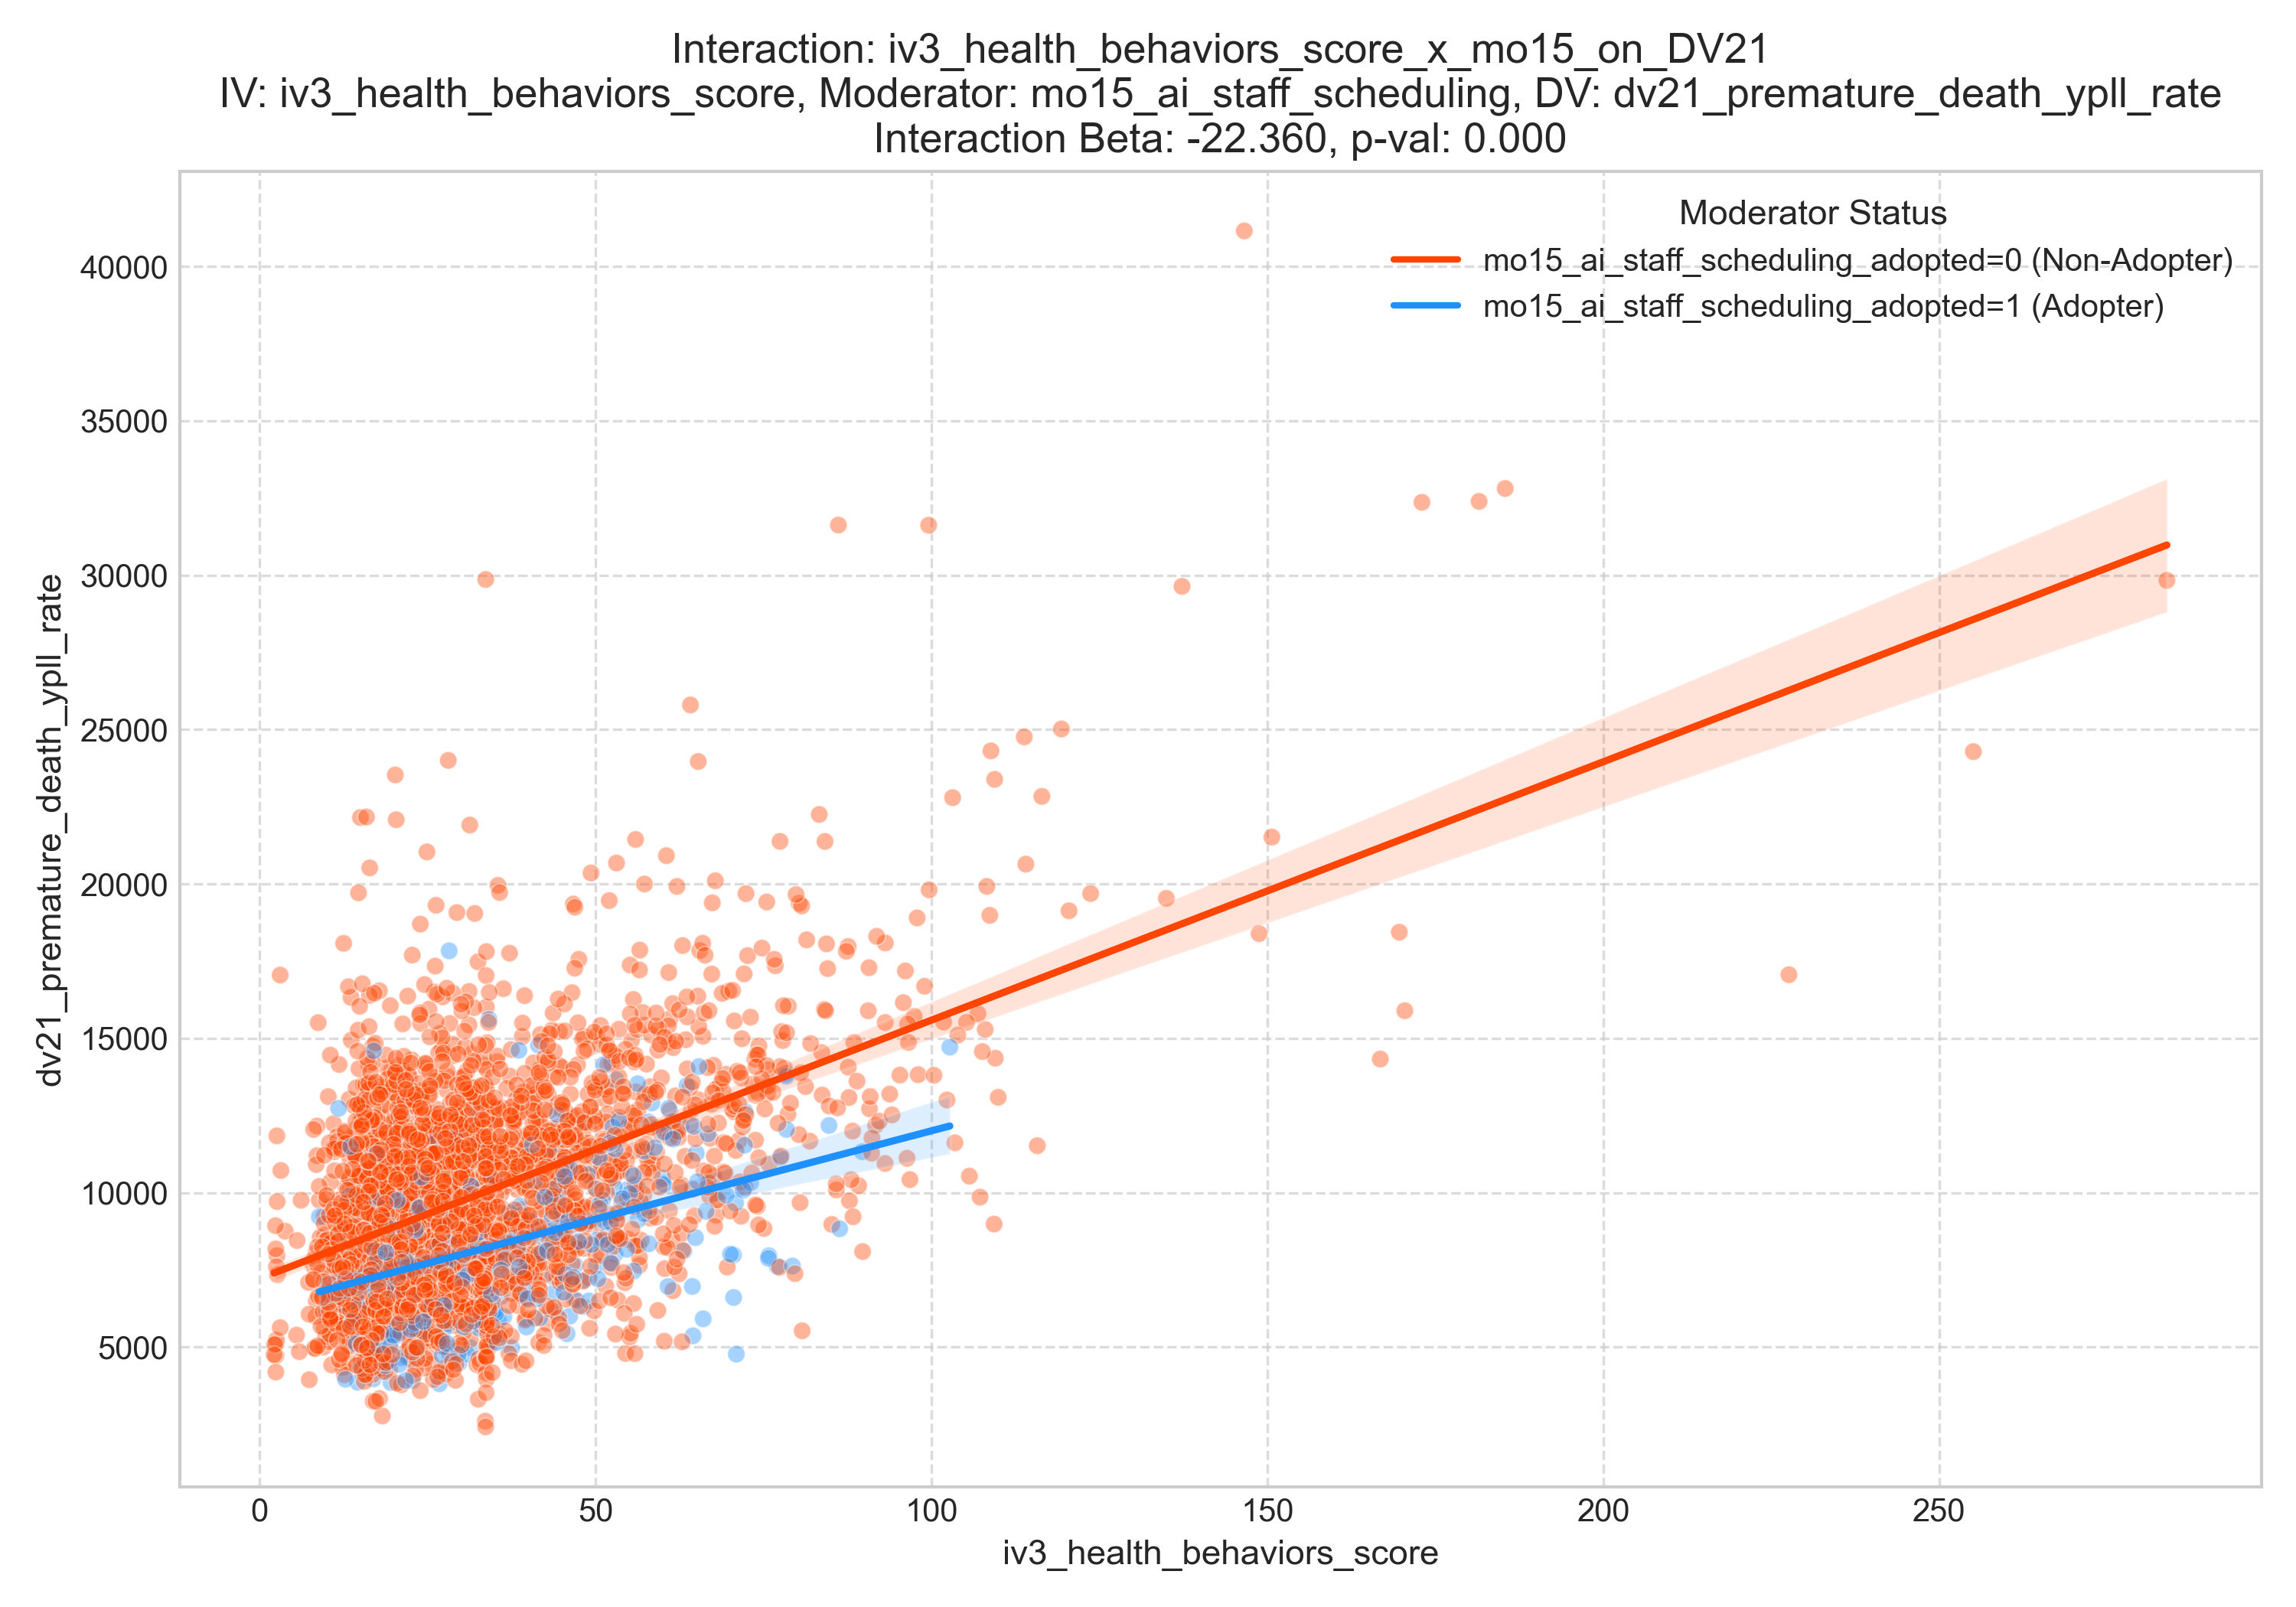 Interaction: iv3_health_behaviors_score_x_mo15_on_DV21
IV: iv3_health_behaviors_score, Moderator: mo15_ai_staff_scheduling, DV: dv21_premature_death_ypll_rate
Interaction Beta: -22.360, p-val: 0.000
Moderator Status
mo15_ai_staff_scheduling_adopted=0 (Non-Adopter)
mo15_ai_staff_scheduling_adopted=1 (Adopter)
40000
35000
30000
25000
20000
15000
10000
5000
dv21_premature_death_ypll_rate
0
50
100
150
200
250
iv3_health_behaviors_score